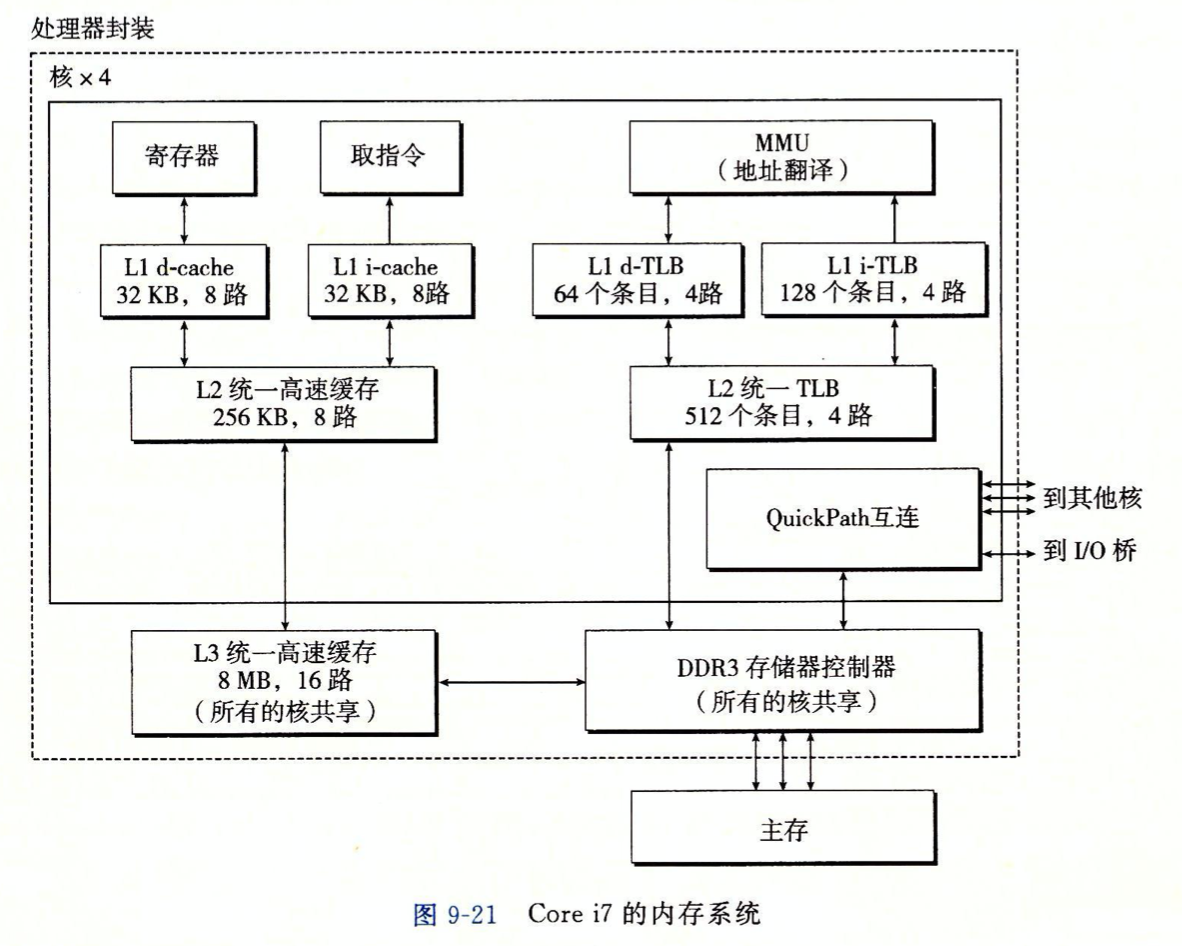 处理器封装
核×4
寄存器
取指令
MMU
（地址翻译）
L1 d-cache
32 KB，8 路
L1 i-cache
32 KB，8路
L1 d-TLB
64 个条目，4路
L1 i-TLB
128 个条目，4 路
L2 统一高速缓存
256 KB，8 路
L2 统一 TLB
512 个条目，4 路
QuickPath互连
到其他核
到 I/O 桥
L3 统一高速缓存
8 MB，16 路
（所有的核共享）
DDR3 存储器控制器
（所有的核共享）
主存
图 9-21 Core i7 的内存系统